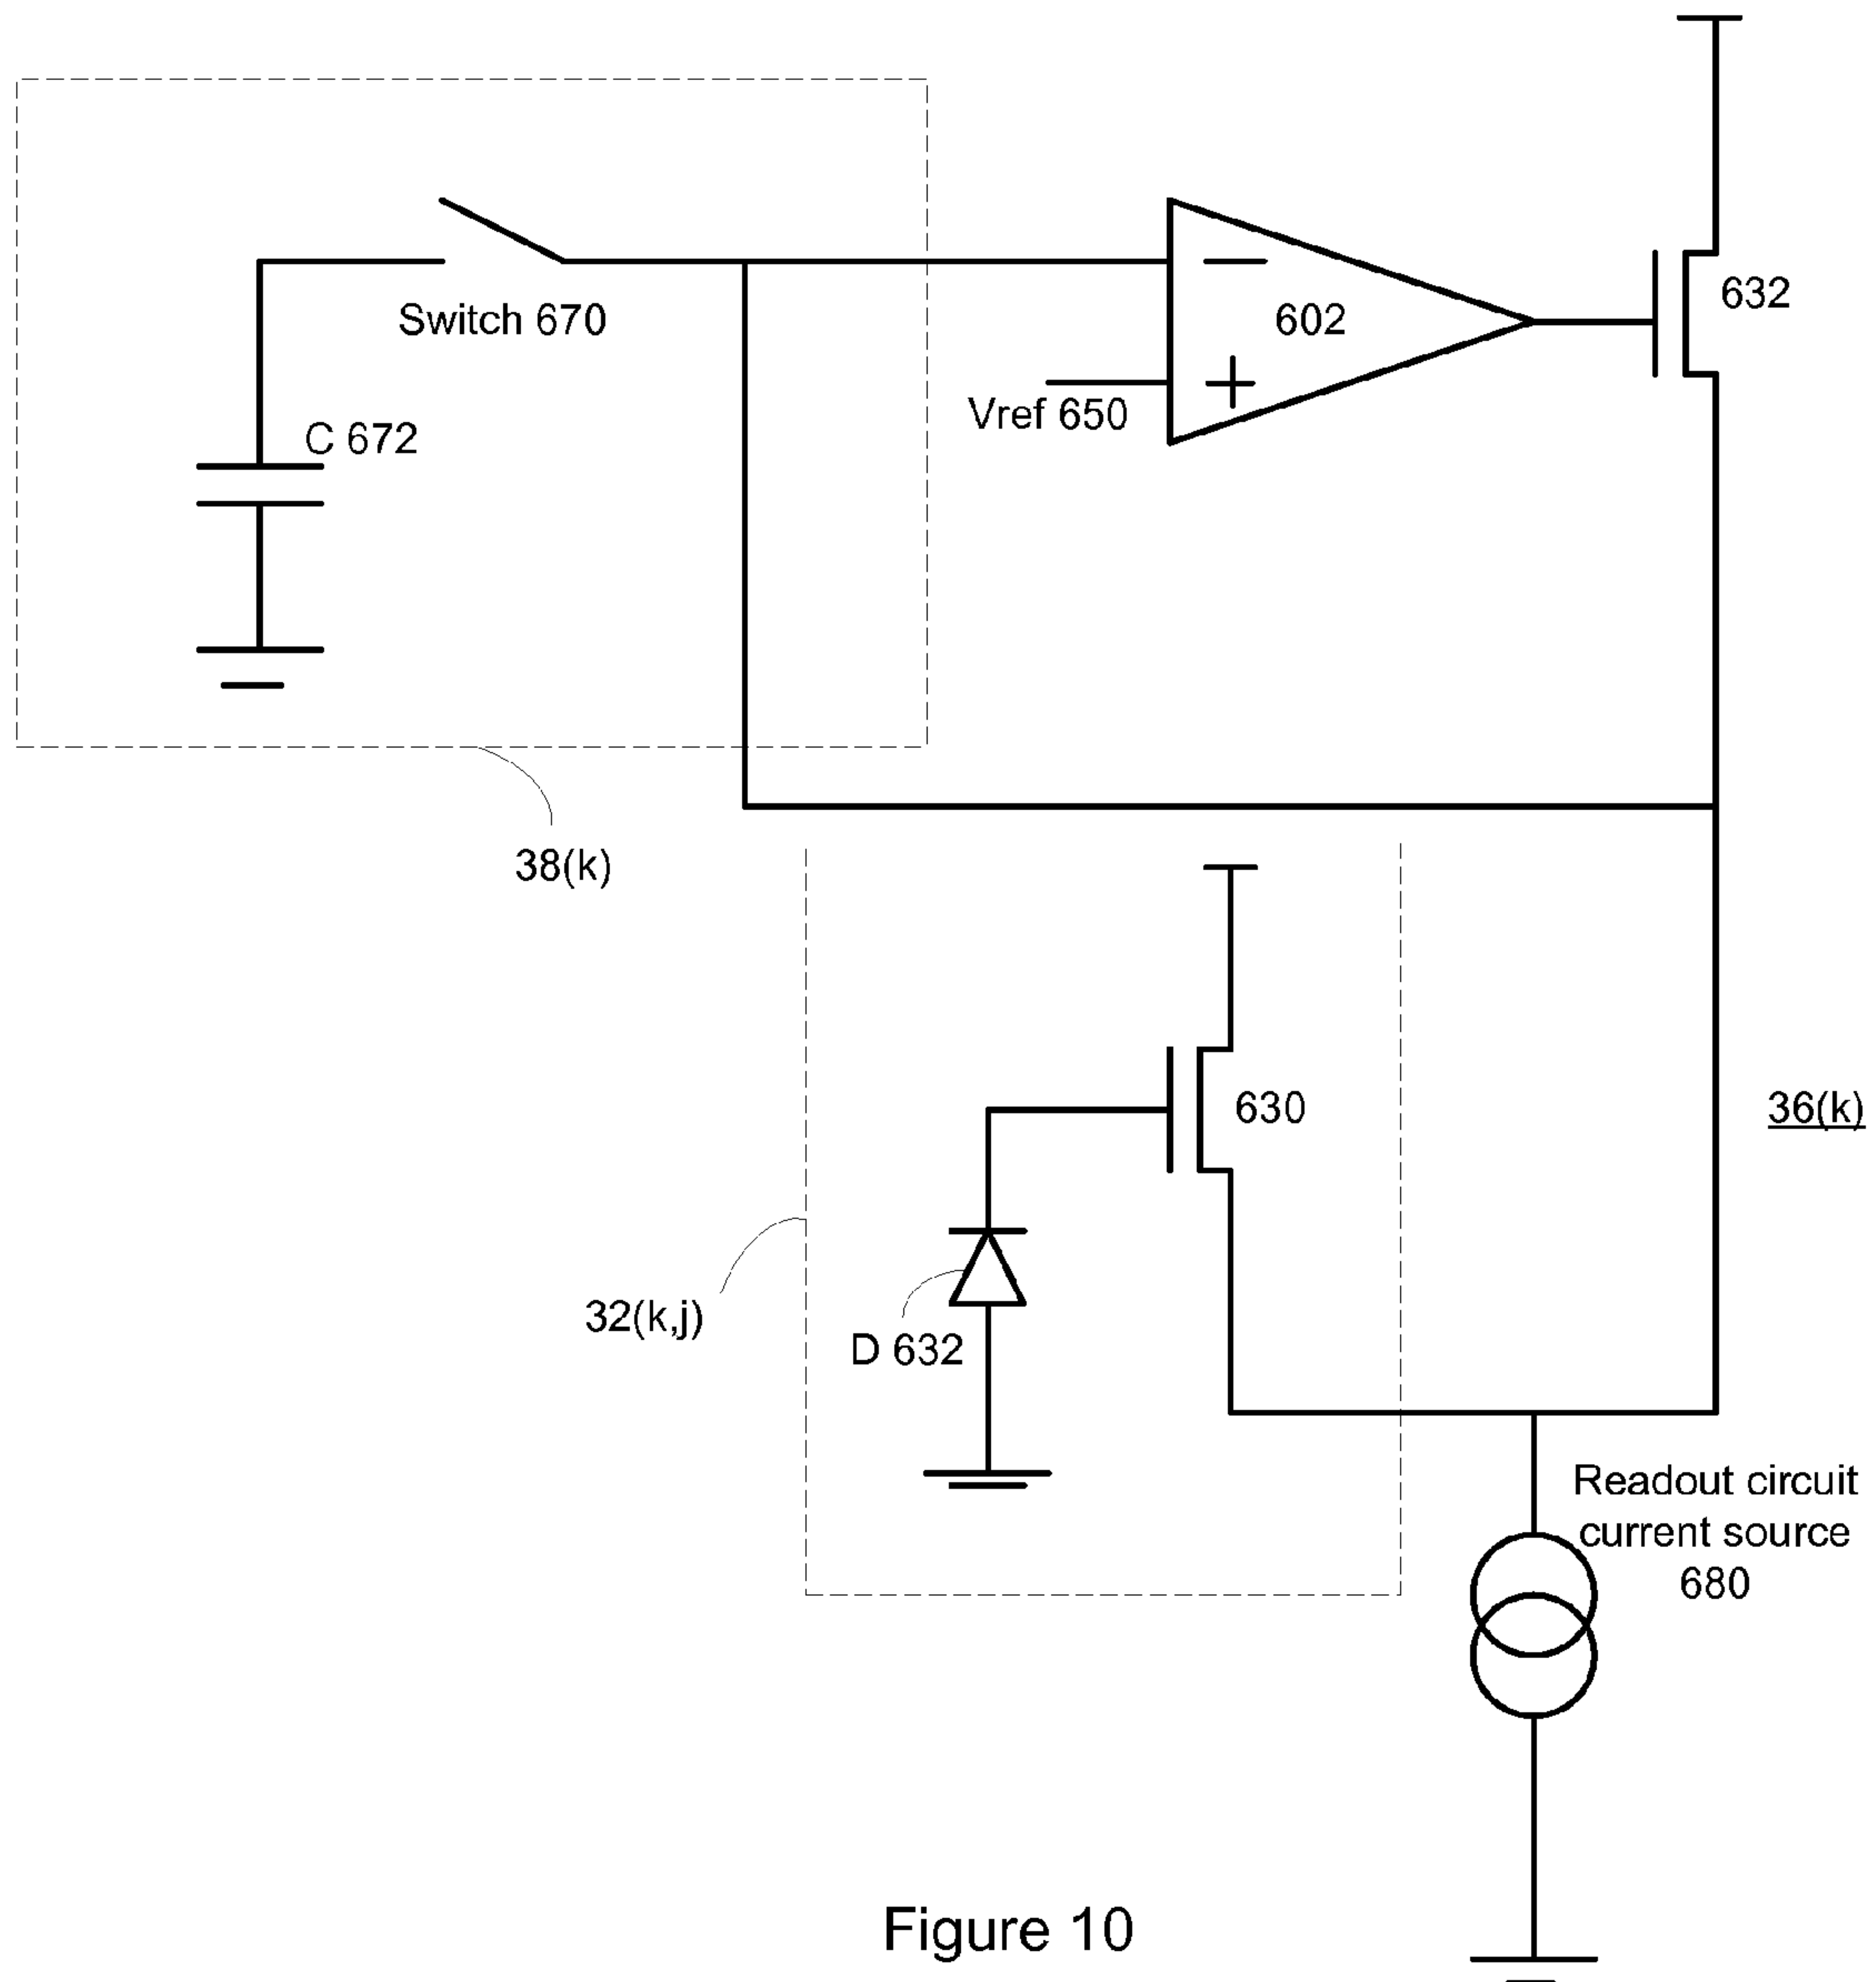 632
Switch 670
602
Vref 650
C 672
38(k)
630
36(k)
32(k,j)
D 632
Readout circuit
current source
680
Figure 10